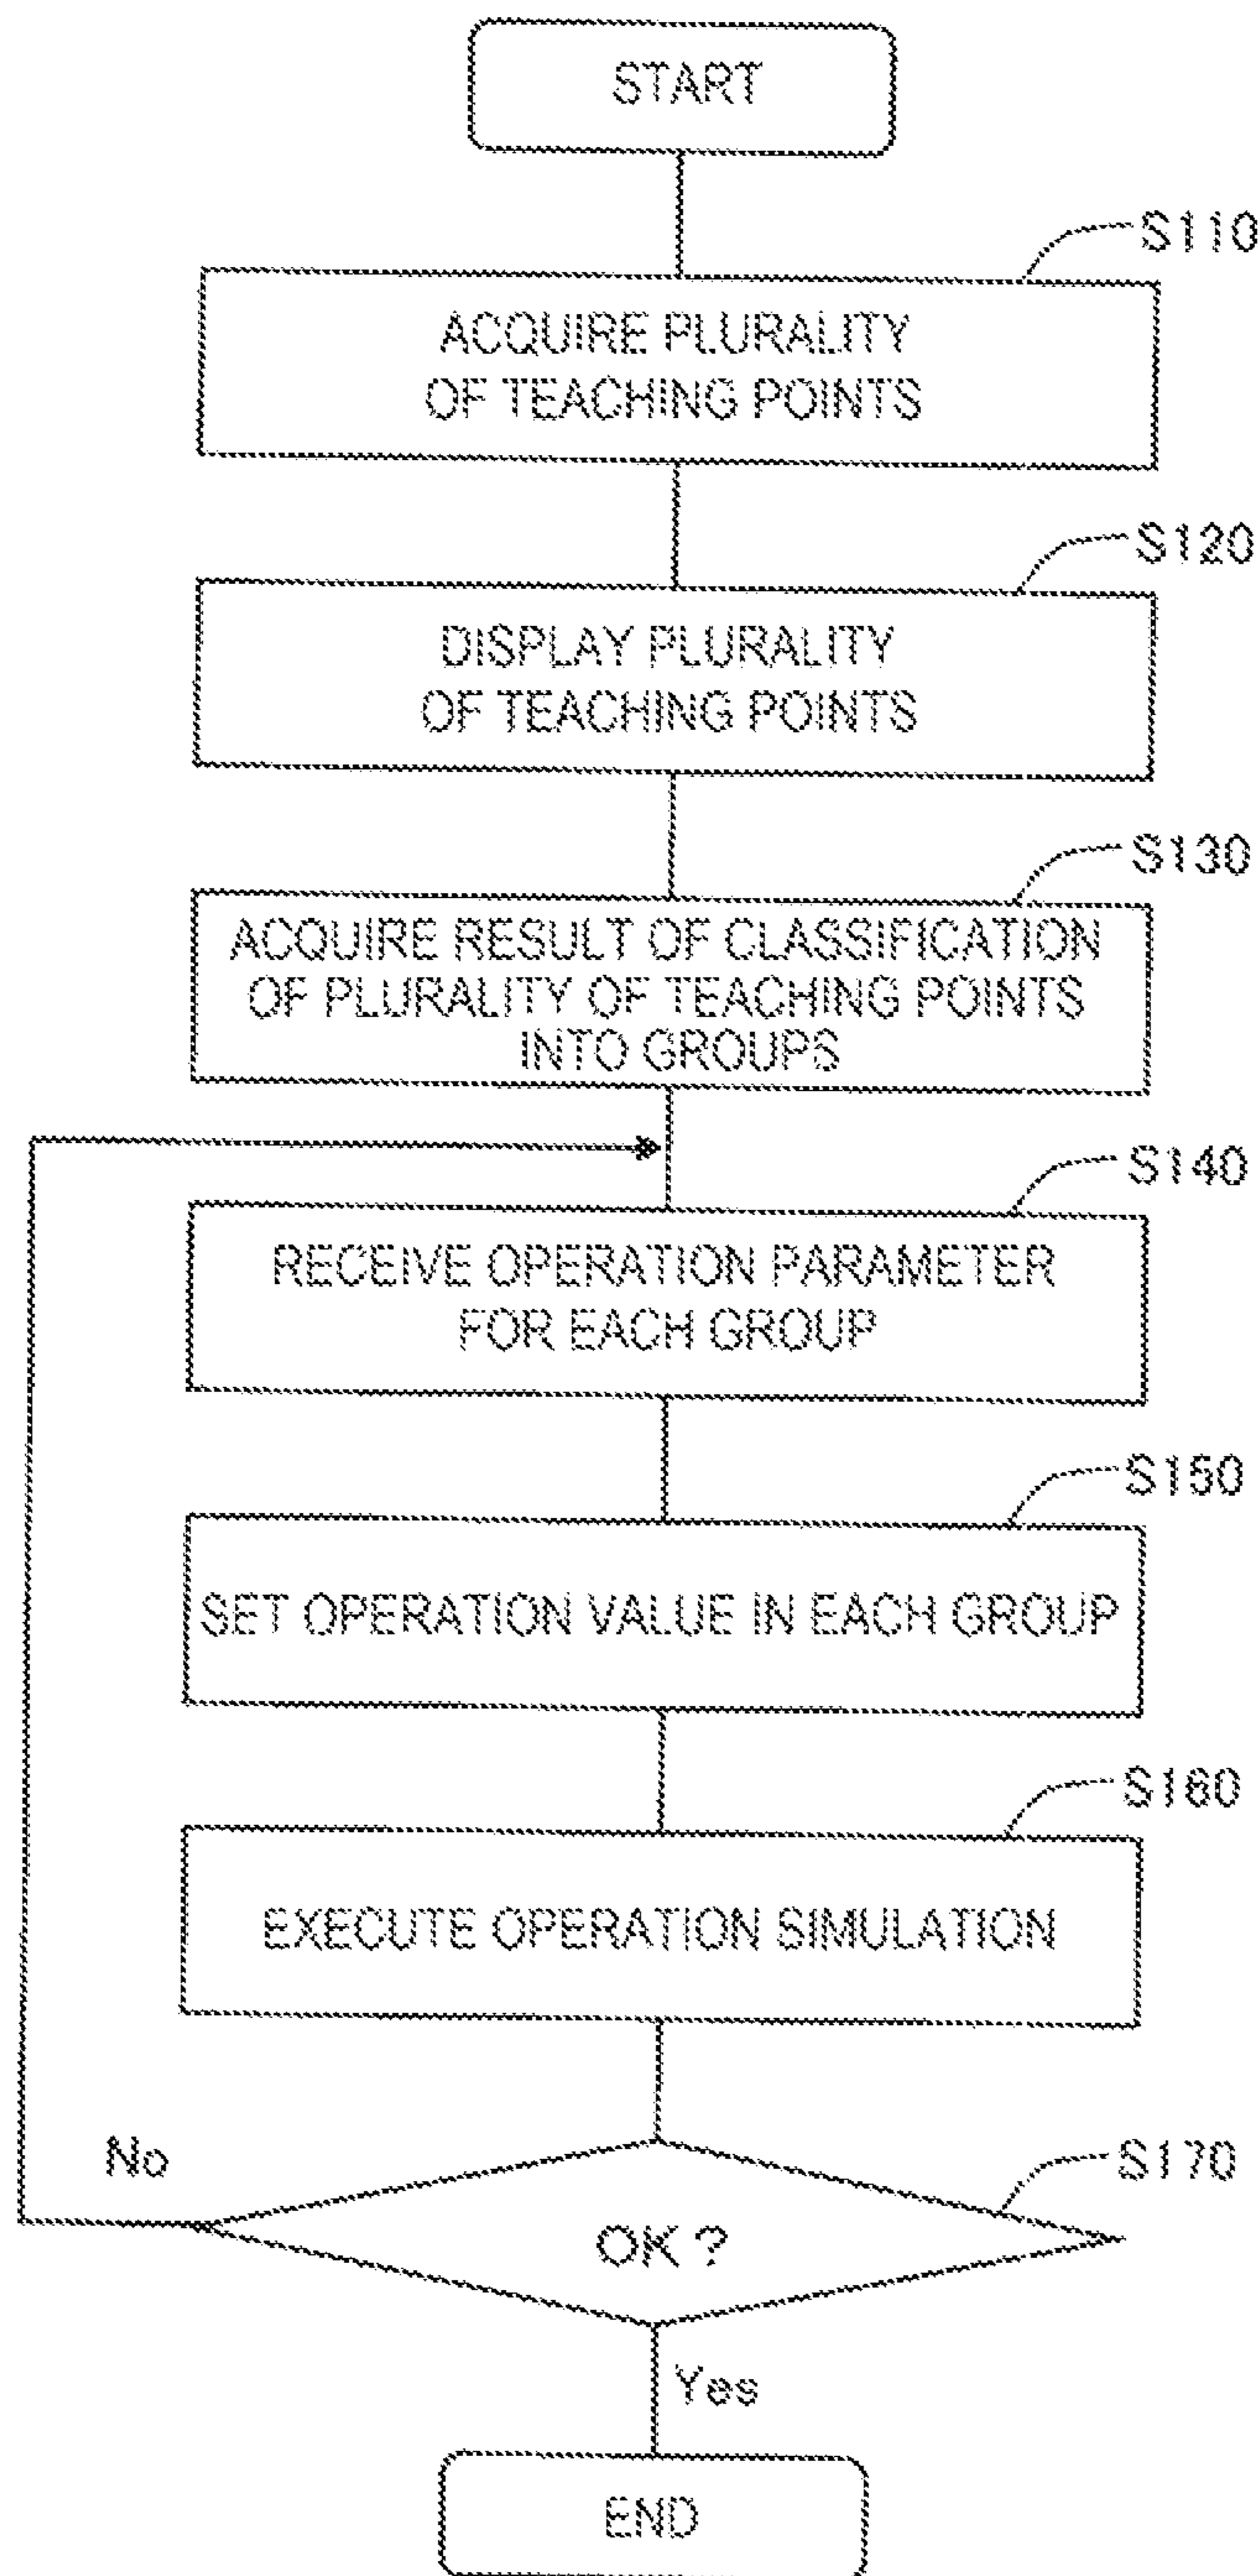 START
S110
ACQUIRE PLURALITY
OF TEACHING POINTS
S120
DISPLAY PLURALITY
OF TEACHING POINTS
S130
ACQUIRE RESULT OF CLASSIFICATION
OF PLURALITY OF TEACHING POINTS
INTO GROUPS
S140
RECEIVE OPERATION PARAMETER
FOR EACH GROUP
S150
SET OPERATION VALUE IN EACH GROUP
S160
EXECUTE OPERATION SIMULATION
No
S170
OK ?
Yes
END